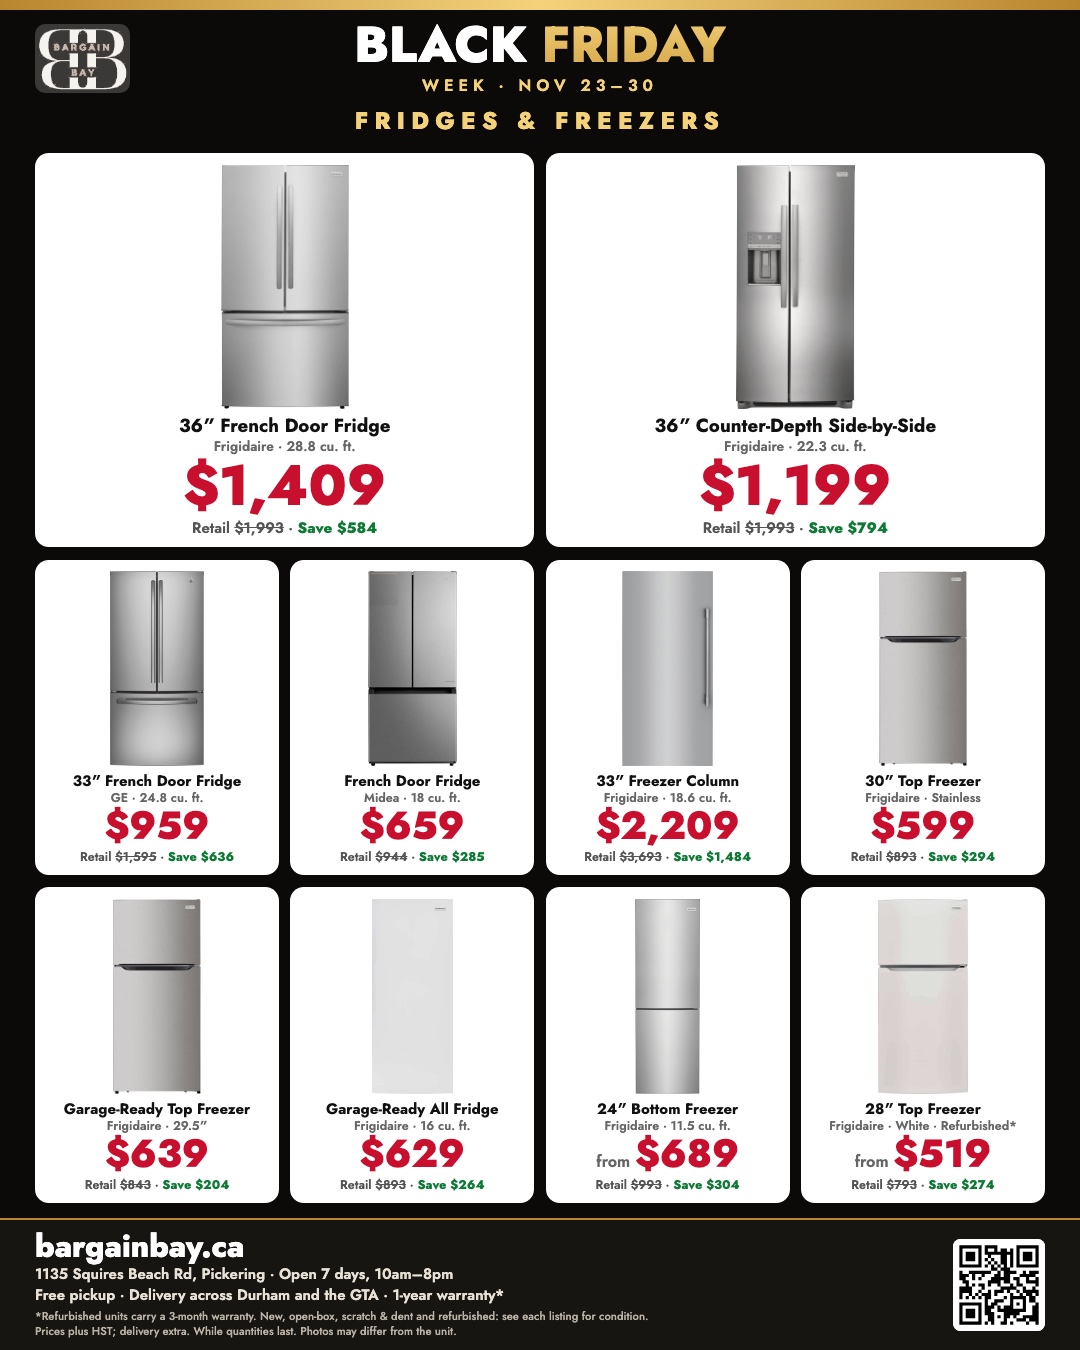 BARGAIN
BAY
BLACK FRIDAY
WEEK · NOV 23–30
FRIDGES & FREEZERS
36” French Door Fridge
Frigidaire · 28.8 cu. ft.
$1,409
Retail $1,993 · Save $584
36” Counter-Depth Side-by-Side
Frigidaire · 22.3 cu. ft.
$1,199
Retail $1,993 · Save $794
33” French Door Fridge
GE · 24.8 cu. ft.
$959
Retail $1,595 · Save $636
French Door Fridge
Midea · 18 cu. ft.
$659
Retail $944 · Save $285
33” Freezer Column
Frigidaire · 18.6 cu. ft.
$2,209
Retail $3,693 · Save $1,484
30” Top Freezer
Frigidaire · Stainless
$599
Retail $893 · Save $294
Garage-Ready Top Freezer
Frigidaire · 29.5”
$639
Retail $843 · Save $204
Garage-Ready All Fridge
Frigidaire · 16 cu. ft.
$629
Retail $893 · Save $264
24” Bottom Freezer
Frigidaire · 11.5 cu. ft.
from $689
Retail $993 · Save $304
28” Top Freezer
Frigidaire · White · Refurbished*
from $519
Retail $793 · Save $274
bargainbay.ca
1135 Squires Beach Rd, Pickering · Open 7 days, 10am–8pm
Free pickup · Delivery across Durham and the GTA · 1-year warranty*
*Refurbished units carry a 3-month warranty. New, open-box, scratch & dent and refurbished: see each listing for condition.
Prices plus HST; delivery extra. While quantities last. Photos may differ from the unit.